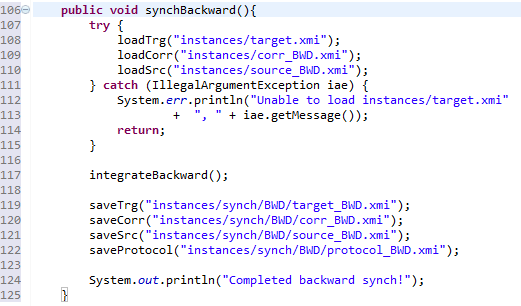 106 public void synchBackward(){
107 try {
108 loadTrg("instances/target.xmi");
109 loadCorr("instances/corr_BWD.xmi");
110 loadSrc("instances/source_BWD.xmi");
111 } catch (IllegalArgumentException iae) {
112 System.err.println("Unable to load instances/target.xmi"
113 + ", " + iae.getMessage());
114 return;
115 }
116
117 integrateBackward();
118
119 saveTrg("instances/synch/BWD/target_BWD.xmi");
120 saveCorr("instances/synch/BWD/corr_BWD.xmi");
121 saveSrc("instances/synch/BWD/source_BWD.xmi");
122 saveProtocol("instances/synch/BWD/protocol_BWD.xmi");
123
124 System.out.println("Completed backward synch!");
125 }